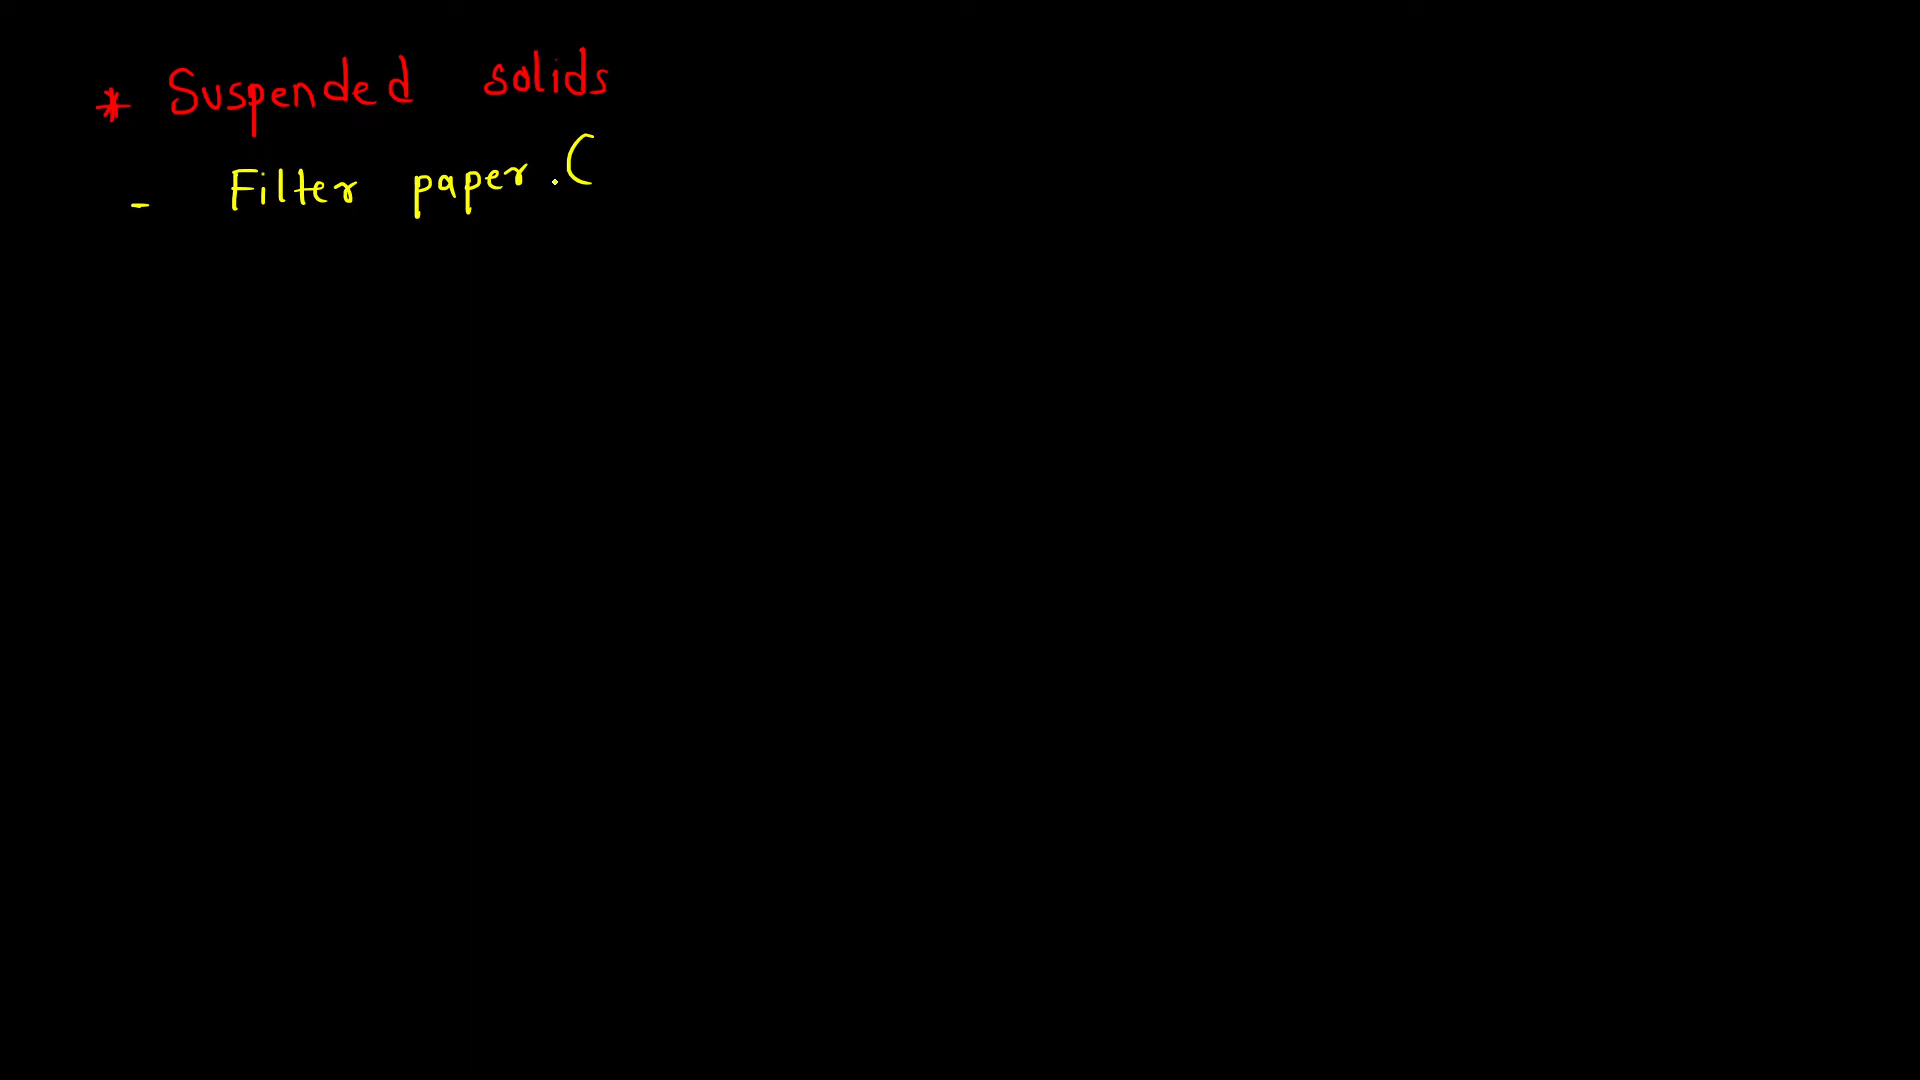 * Suspended solids
- Filter paper. (